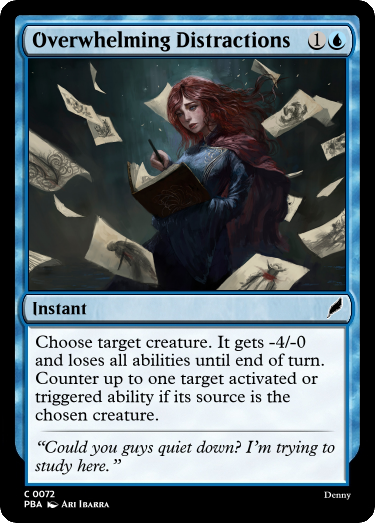 Overwhelming Distractions 1
Instant
Choose target creature. It gets -4/-0
and loses all abilities until end of turn.
Counter up to one target activated or
triggered ability if its source is the
chosen creature.
“Could you guys quiet down? I’m trying to
study here.”
C 0072 Denny
PBA Ari Ibarra